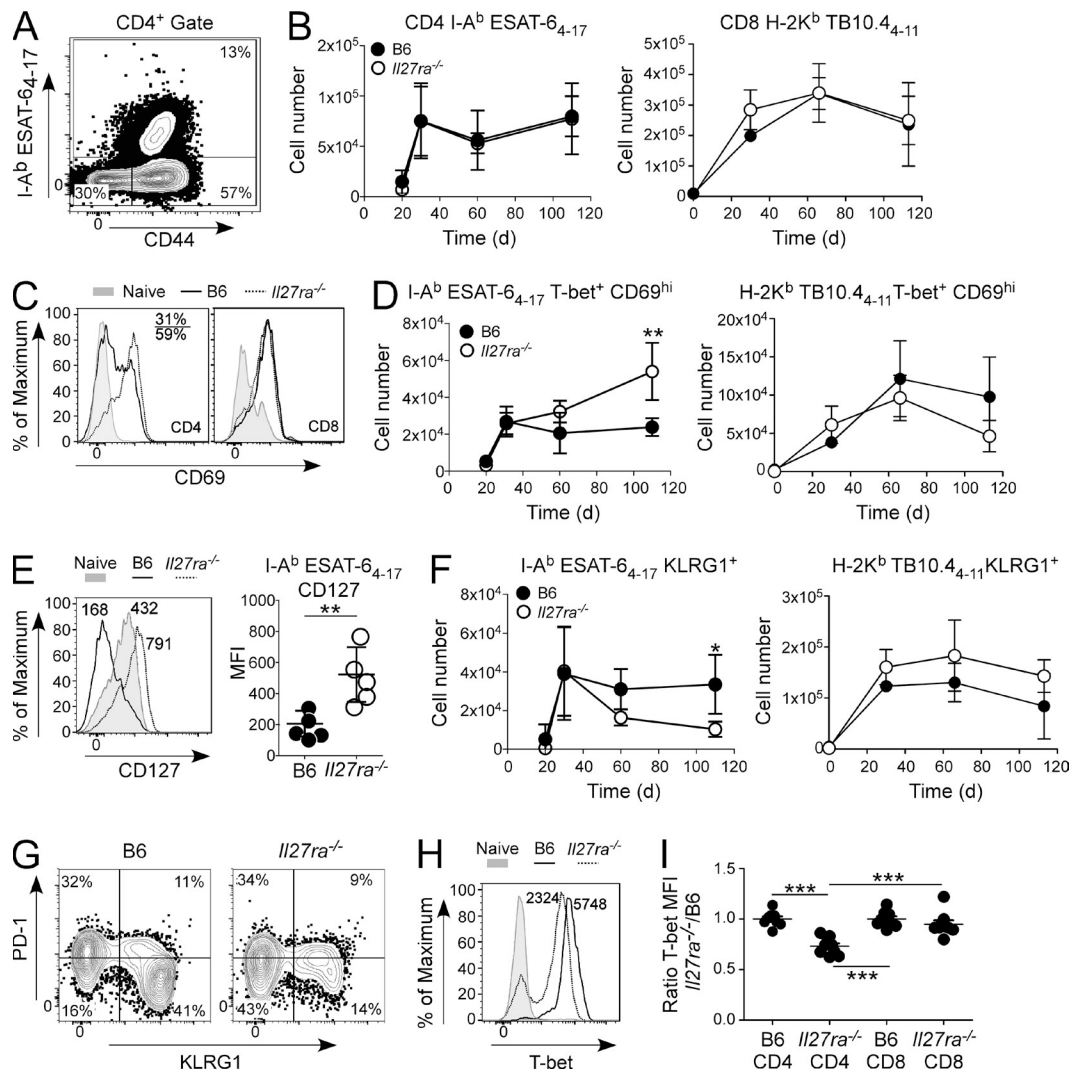 A
CD4⁺ Gate
I-Aᵇ ESAT-6₄₋₁₇
13%
30%
57%
0
0
CD44
B
CD4 I-Aᵇ ESAT-6₄₋₁₇
B6
Il27ra⁻/⁻
Cell number
2x10⁵
1x10⁵
5x10⁴
0
0 20 40 60 80 100 120
Time (d)
CD8 H-2Kᵇ TB10.4₄₋₁₁
Cell number
5x10⁵
4x10⁵
3x10⁵
2x10⁵
1x10⁵
0
0 20 40 60 80 100 120
Time (d)
C
Naive B6 Il27ra⁻/⁻
% of Maximum
100
80
60
40
20
0
31%
59%
CD4
CD8
0
0
CD69
D
I-Aᵇ ESAT-6₄₋₁₇ T-bet⁺ CD69ʰⁱ
B6
Il27ra⁻/⁻
**
Cell number
8x10⁴
6x10⁴
4x10⁴
2x10⁴
0
0 20 40 60 80 100 120
Time (d)
H-2Kᵇ TB10.4₄₋₁₁T-bet⁺ CD69ʰⁱ
Cell number
20x10⁴
15x10⁴
10x10⁴
5x10⁴
0
0 20 40 60 80 100 120
Time (d)
E
Naive B6 Il27ra⁻/⁻
% of Maximum
100
80
60
40
20
0
168
432
791
0
CD127
I-Aᵇ ESAT-6₄₋₁₇
CD127
**
MFI
1000
800
600
400
200
0
B6 Il27ra⁻/⁻
F
I-Aᵇ ESAT-6₄₋₁₇ KLRG1⁺
B6
Il27ra⁻/⁻
*
Cell number
8x10⁴
6x10⁴
4x10⁴
2x10⁴
0
0 20 40 60 80 100 120
Time (d)
H-2Kᵇ TB10.4₄₋₁₁KLRG1⁺
Cell number
3x10⁵
2x10⁵
1x10⁵
0
0 20 40 60 80 100 120
Time (d)
G
B6
Il27ra⁻/⁻
PD-1
32%
11%
16%
41%
34%
9%
43%
14%
0
0
0
KLRG1
H
Naive B6 Il27ra⁻/⁻
% of Maximum
100
80
60
40
20
0
2324
5748
0
T-bet
I
Ratio T-bet MFI
Il27ra⁻/⁻/B6
1.5
1.0
0.5
0
***
***
***
B6 CD4
Il27ra⁻/⁻ CD4
B6 CD8
Il27ra⁻/⁻ CD8